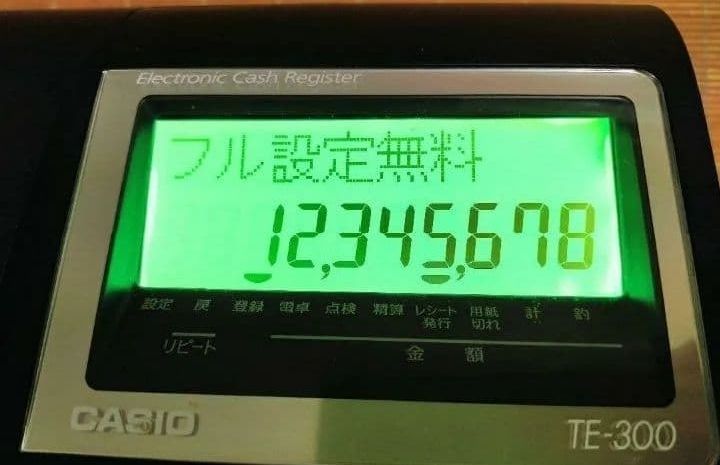 Electronic Cash Register
フル設定無料
12,345,678
設定 戻 登録 電卓 点検 精算 レシート発行 用紙切れ 計 釣
リピート 金額
CASIO TE-300